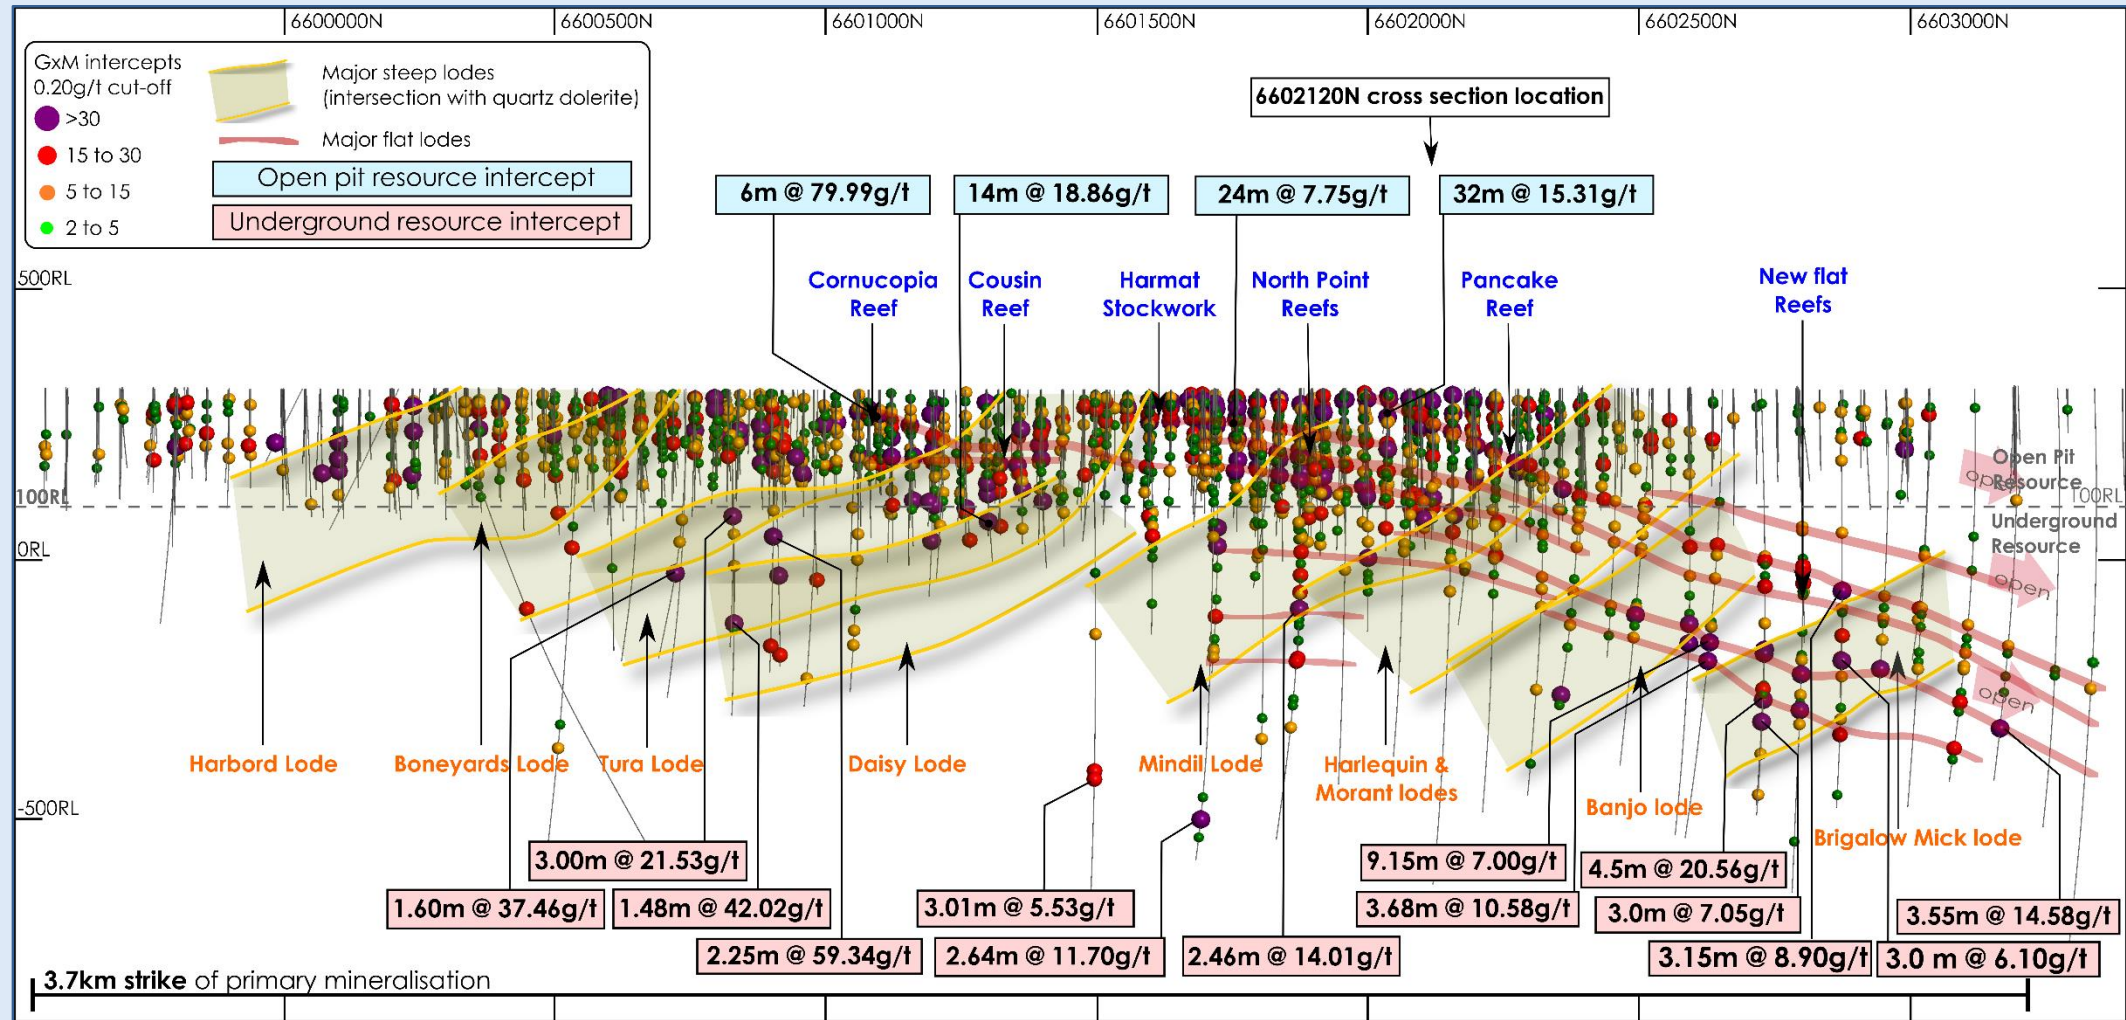 6600000N
6600500N
6601000N
6601500N
6602000N
6602500N
6603000N
GxM intercepts
0.20g/t cut-off
>30
15 to 30
5 to 15
2 to 5
Major steep lodes
(intersection with quartz dolerite)
Major flat lodes
Open pit resource intercept
Underground resource intercept
6602120N cross section location
6m @ 79.99g/t
14m @ 18.86g/t
24m @ 7.75g/t
32m @ 15.31g/t
500RL
Cornucopia
Reef
Cousin
Reef
Harmat
Stockwork
North Point
Reefs
Pancake
Reef
New flat
Reefs
100RL
Open Pit
Resource
open
100RL
Underground
Resource
0RL
open
open
Harbord Lode
Boneyards Lode
Tura Lode
Daisy Lode
Mindil Lode
Harlequin &
Morant lodes
Banjo lode
Brigalow Mick lode
-500RL
3.00m @ 21.53g/t
9.15m @ 7.00g/t
4.5m @ 20.56g/t
1.60m @ 37.46g/t
1.48m @ 42.02g/t
3.01m @ 5.53g/t
3.68m @ 10.58g/t
3.0m @ 7.05g/t
3.55m @ 14.58g/t
2.25m @ 59.34g/t
2.64m @ 11.70g/t
2.46m @ 14.01g/t
3.15m @ 8.90g/t
3.0 m @ 6.10g/t
3.7km strike of primary mineralisation